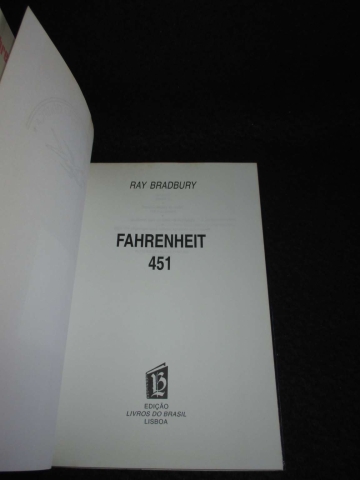 RAY BRADBURY
FAHRENHEIT
451
EDIÇÃO
LIVROS DO BRASIL
LISBOA